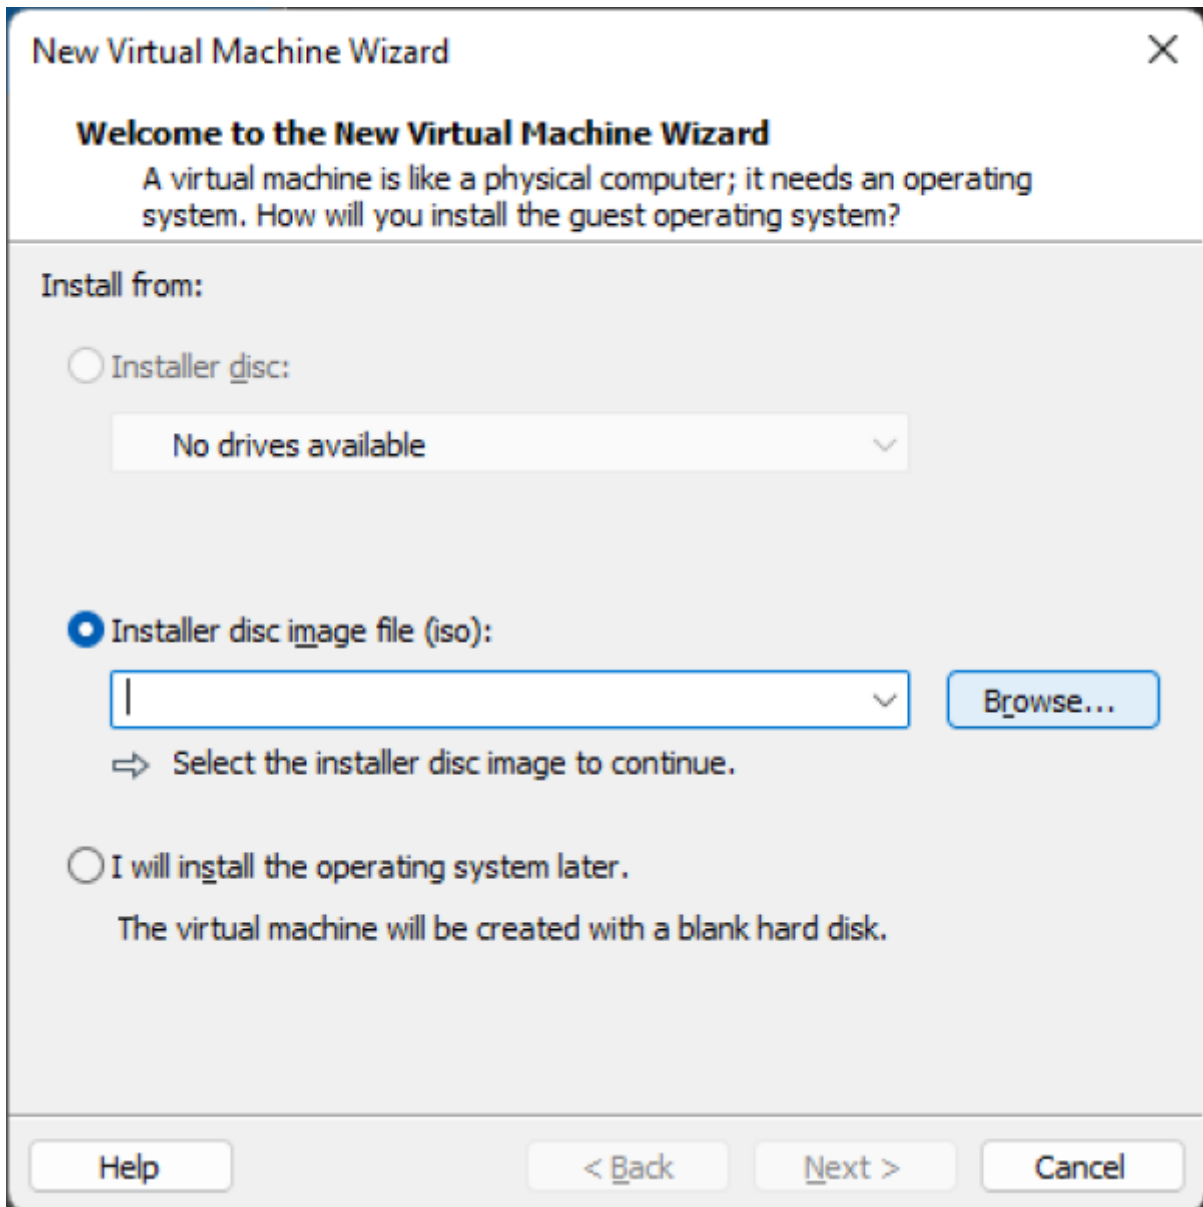 New Virtual Machine Wizard
Welcome to the New Virtual Machine Wizard
A virtual machine is like a physical computer; it needs an operating
system. How will you install the guest operating system?
Install from:
Installer disc:
No drives available
Installer disc image file (iso):
Browse...
Select the installer disc image to continue.
I will install the operating system later.
The virtual machine will be created with a blank hard disk.
Help
< Back
Next >
Cancel